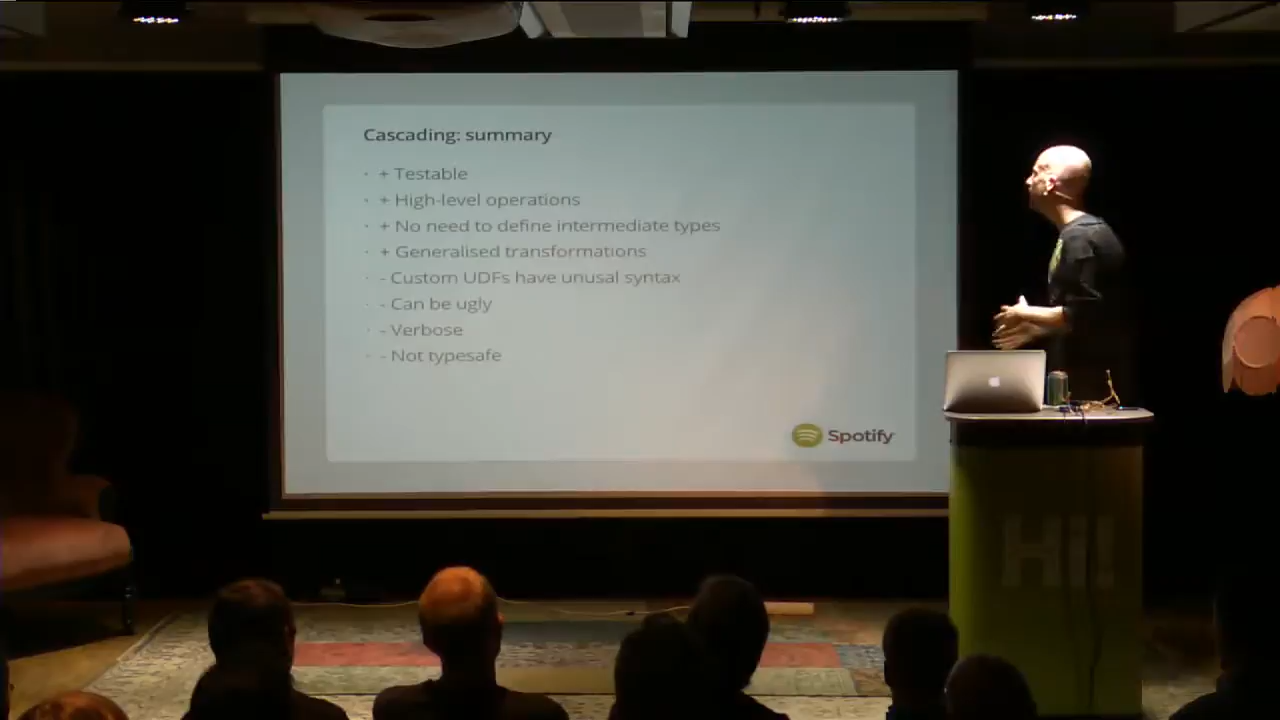 Cascading: summary
· + Testable
· + High-level operations
· + No need to define intermediate types
· + Generalised transformations
· - Custom UDFs have unusal syntax
· - Can be ugly
· - Verbose
· - Not typesafe
Spotify
Hi!